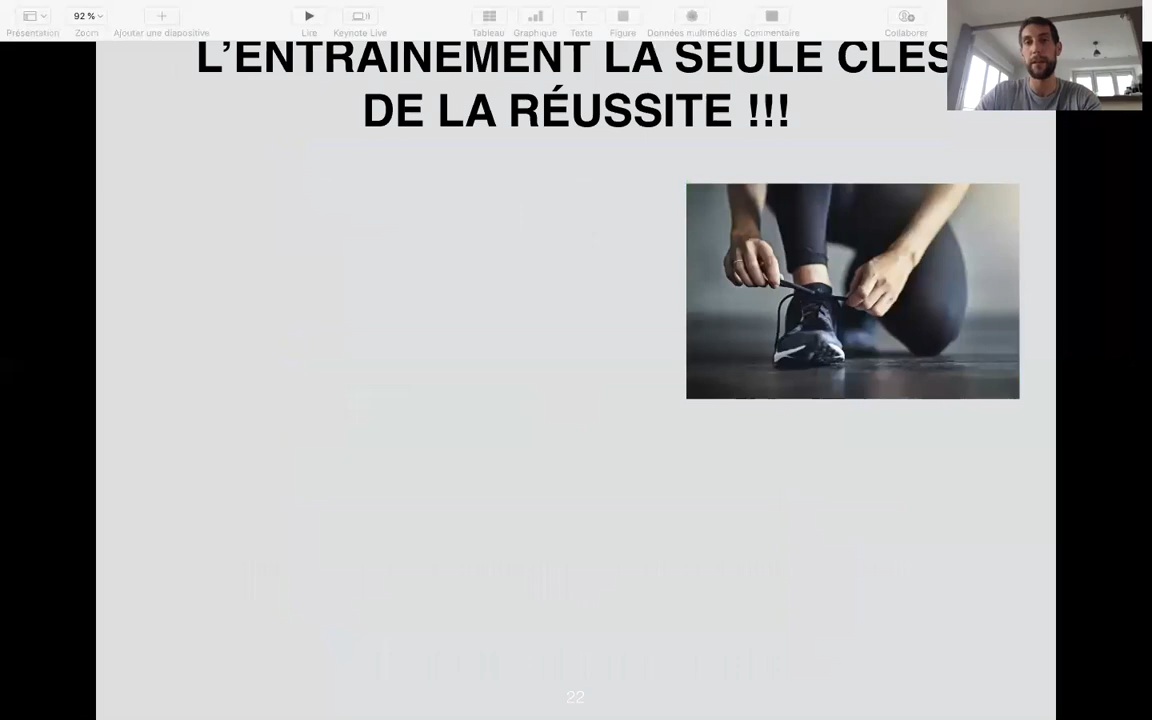 92 %
Présentation
Zoom
Ajouter une diapositive
Lire
Keynote Live
Tableau
Graphique
Texte
Figure
Données multimédias
Commentaire
Collaborer
L’ENTRAINEMENT LA SEULE CLES
DE LA RÉUSSITE !!!
22